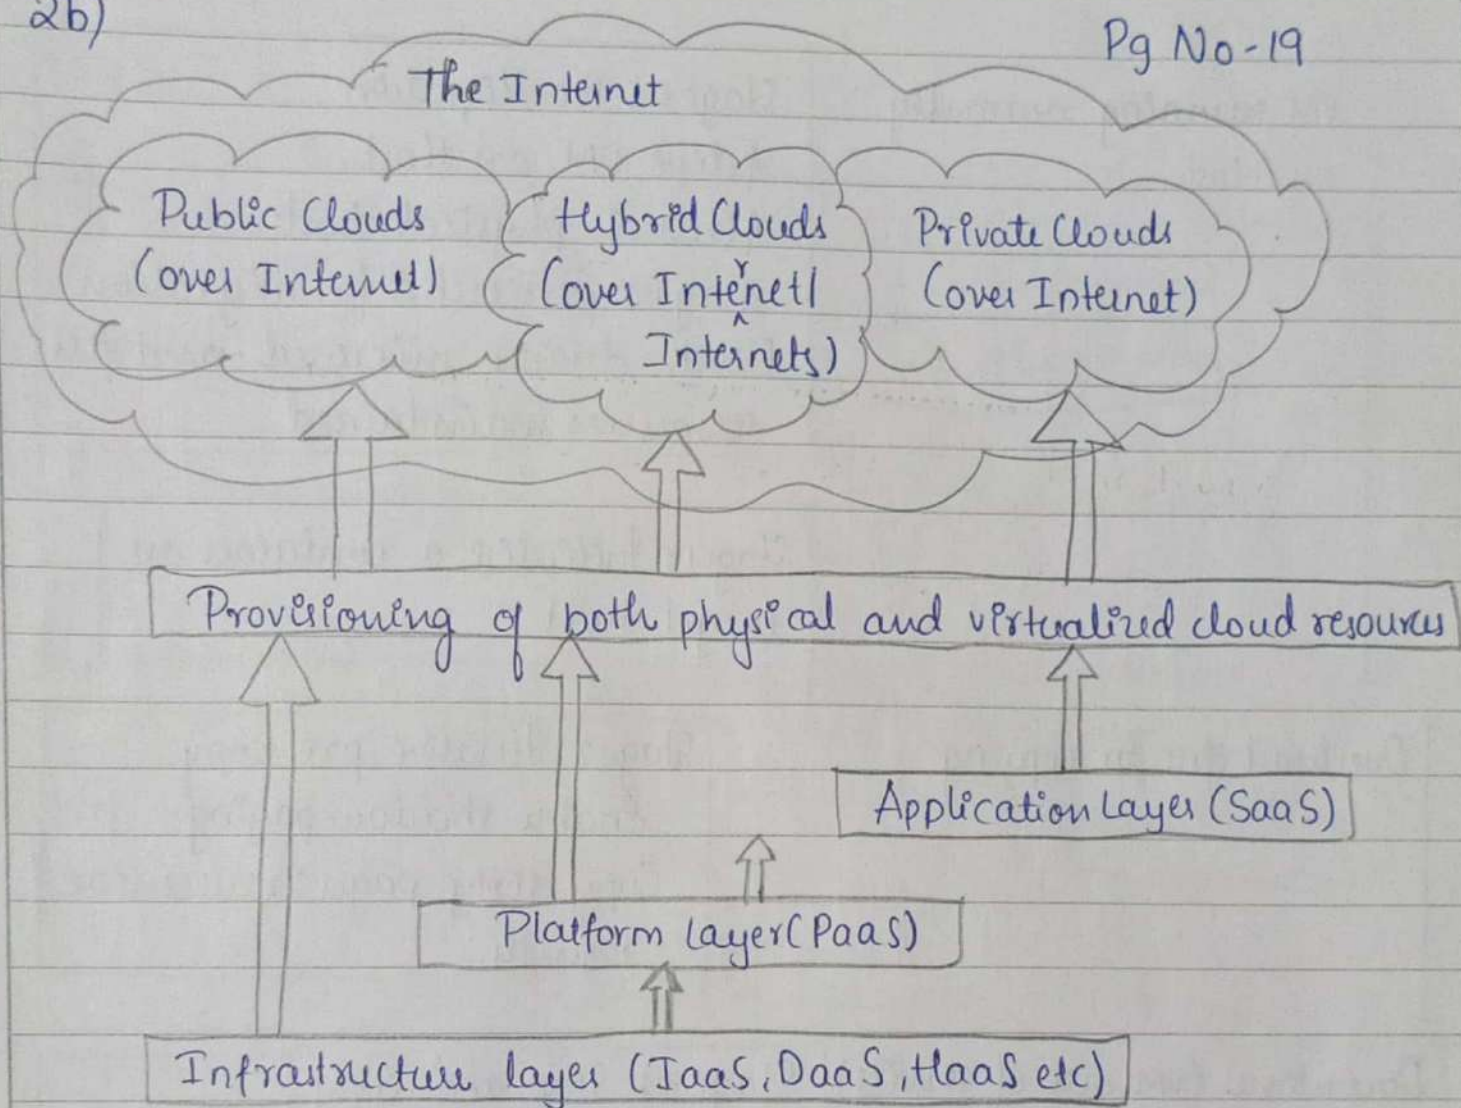 2b)
Pg No-19
The Internet
Public Clouds
(over Internet)
Hybrid Clouds
(over Internet/
Internets)
Private Clouds
(over Internet)
Provisioning of both physical and virtualized cloud resources
Application Layer (SaaS)
Platform layer (PaaS)
Infrastructure layer (IaaS, DaaS, HaaS etc)